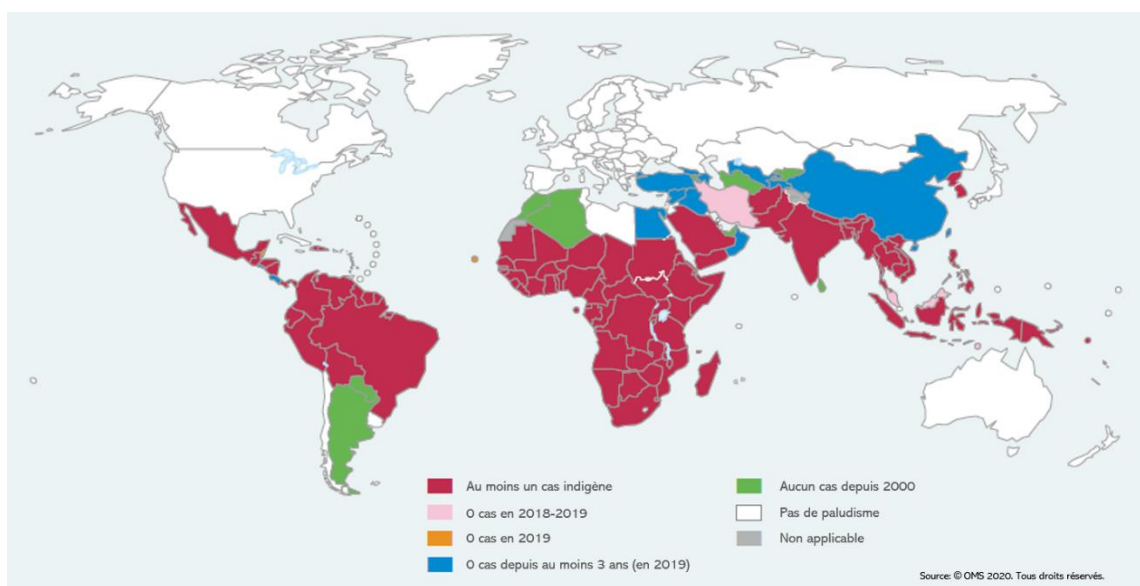 Au moins un cas indigène
0 cas en 2018-2019
0 cas en 2019
0 cas depuis au moins 3 ans (en 2019)
Aucun cas depuis 2000
Pas de paludisme
Non applicable
Source: © OMS 2020. Tous droits réservés.